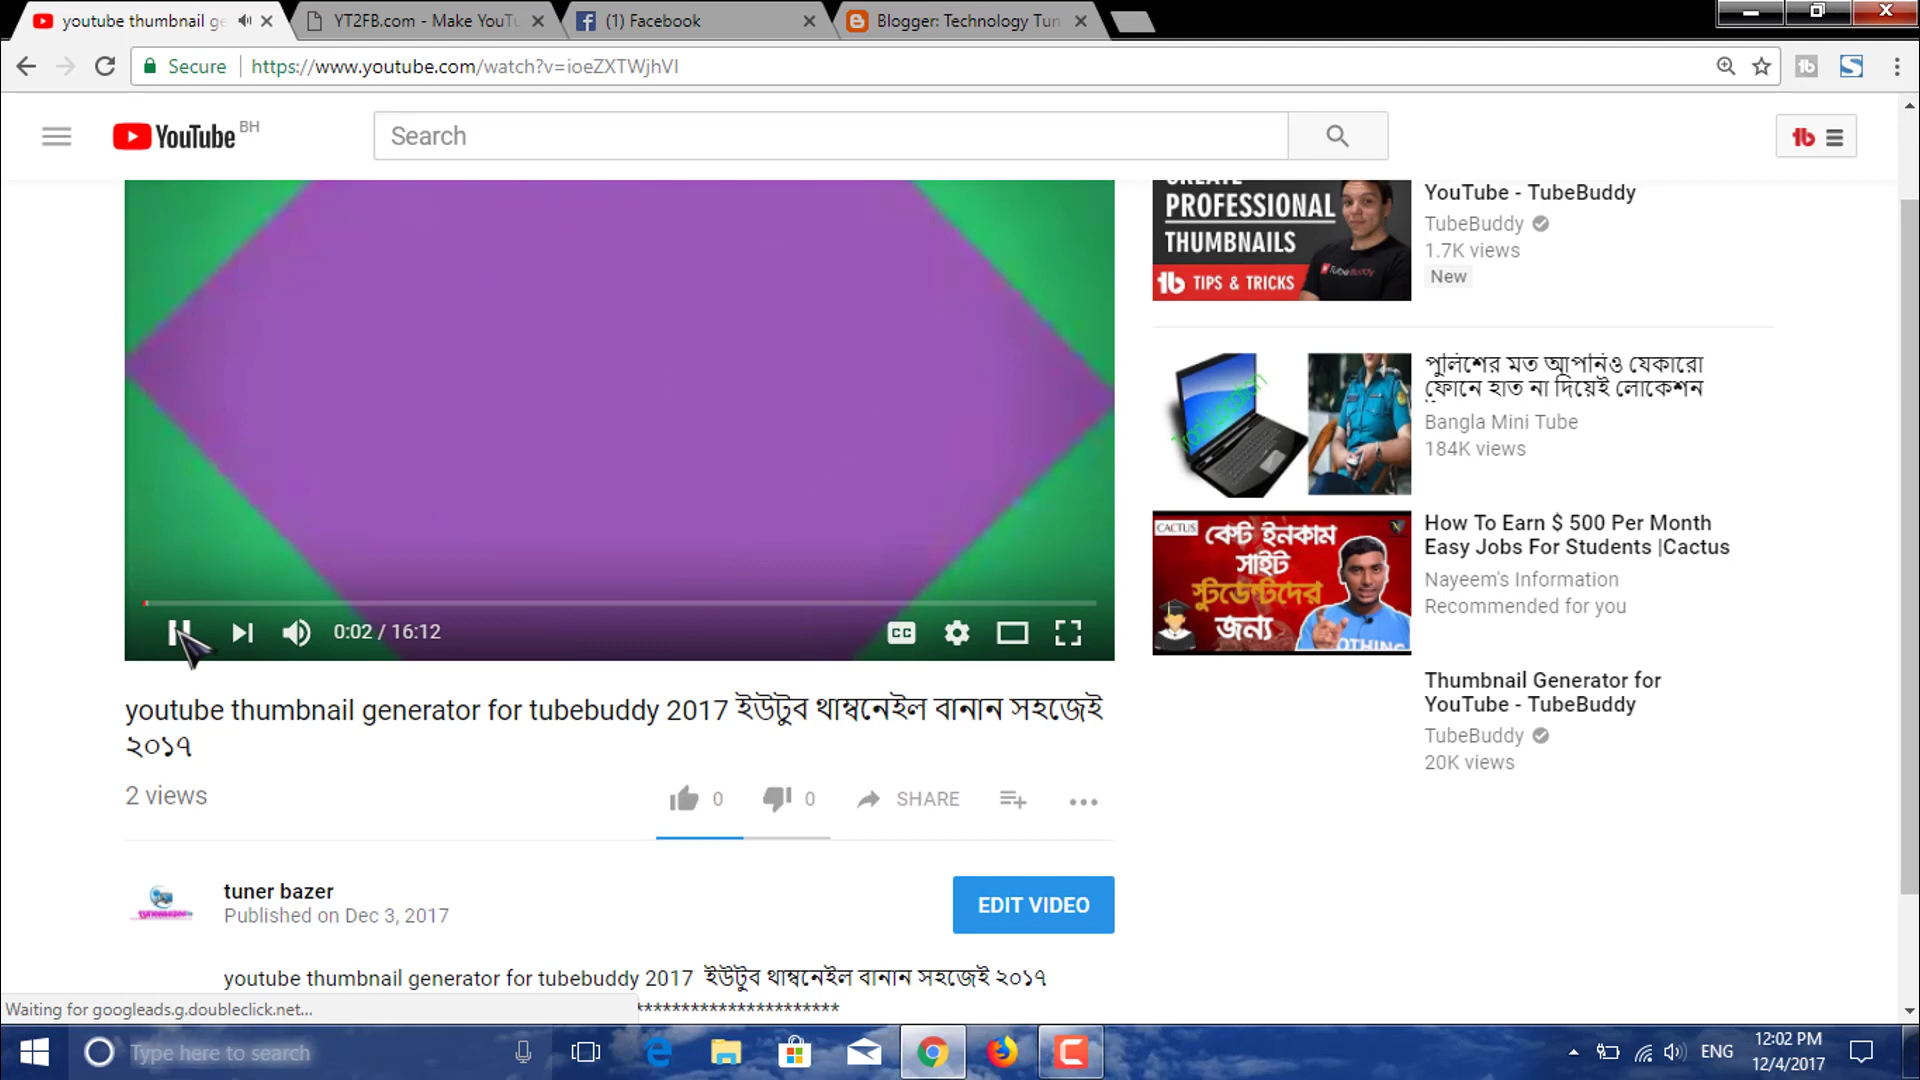 youtube thumbnail ge
YT2FB.com - Make YouTu
(1) Facebook
Blogger: Technology Tun
Secure
https://www.youtube.com/watch?v=ioeZXTWjhVI
YouTube BH
Search
PROFESSIONAL
THUMBNAILS
TubeBuddy
TIPS & TRICKS
YouTube - TubeBuddy
TubeBuddy
1.7K views
New
পুলিশের মত আপনিও যেকারো
ফোনে হাত না দিয়েই লোকেশন
Bangla Mini Tube
184K views
CACTUS
ইনকাম
সাইট
স্টুডেন্টদের
জন্য
How To Earn $ 500 Per Month
Easy Jobs For Students |Cactus
Nayeem's Information
Recommended for you
Thumbnail Generator for
YouTube - TubeBuddy
TubeBuddy
20K views
0:02 / 16:12
CC
youtube thumbnail generator for tubebuddy 2017 ইউটুব থাম্বনেইল বানান সহজেই
২০১৭
2 views
0
0
SHARE
tuner bazer
Published on Dec 3, 2017
EDIT VIDEO
youtube thumbnail generator for tubebuddy 2017 ইউটুব থাম্বনেইল বানান সহজেই ২০১৭
***********************
Waiting for googleads.g.doubleclick.net...
Type here to search
ENG
12:02 PM
12/4/2017